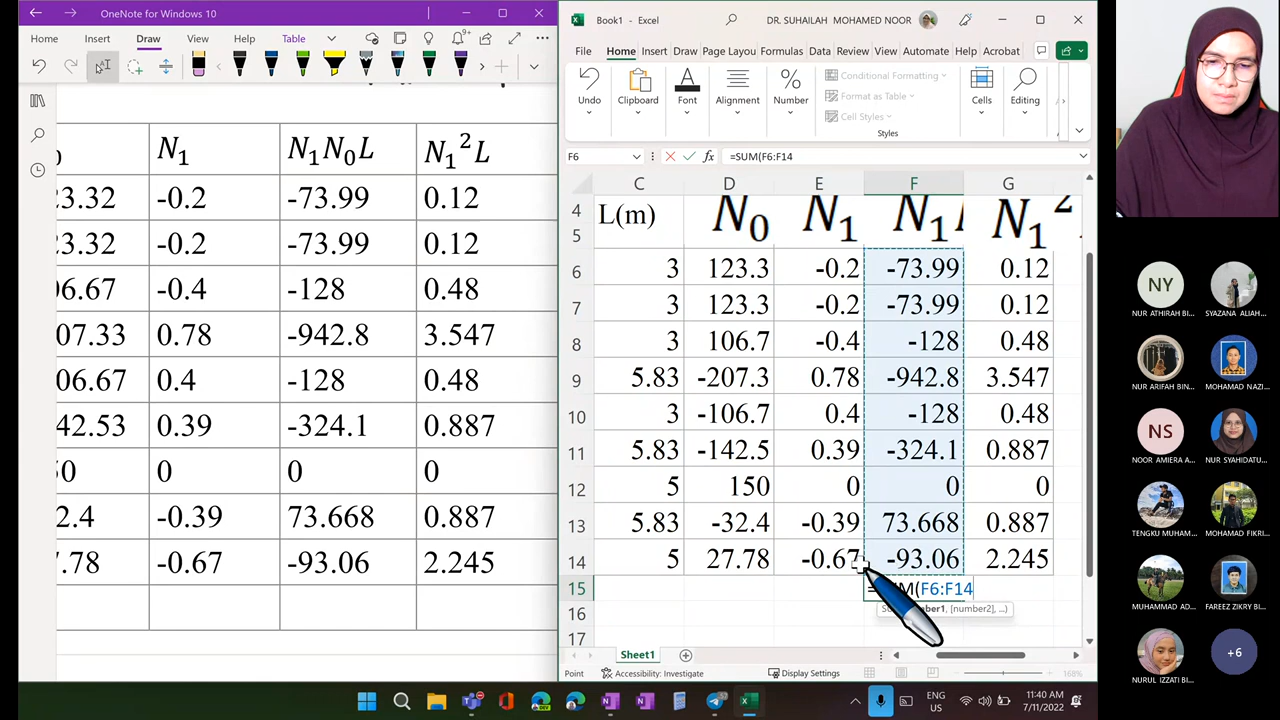 OneNote for Windows 10
Home Insert Draw View Help Table
N₁ N₁N₀L N₁²L
23.32 -0.2 -73.99 0.12
23.32 -0.2 -73.99 0.12
06.67 -0.4 -128 0.48
07.33 0.78 -942.8 3.547
06.67 0.4 -128 0.48
42.53 0.39 -324.1 0.887
50 0 0 0
2.4 -0.39 73.668 0.887
7.78 -0.67 -93.06 2.245
Book1 - Excel DR. SUHAILAH MOHAMED NOOR
File Home Insert Draw Page Layou Formulas Data Review View Automate Help Acrobat
Undo Clipboard Font Alignment Number Conditional Formatting Cells Editing
Format as Table
Cell Styles
Styles
F6 fx =SUM(F6:F14
C D E F G
4 5 L(m) N₀ N₁ N₁ N₁²
6 3 123.3 -0.2 -73.99 0.12
7 3 123.3 -0.2 -73.99 0.12
8 3 106.7 -0.4 -128 0.48
9 5.83 -207.3 0.78 -942.8 3.547
10 3 -106.7 0.4 -128 0.48
11 5.83 -142.5 0.39 -324.1 0.887
12 5 150 0 0 0
13 5.83 -32.4 -0.39 73.668 0.887
14 5 27.78 -0.67 -93.06 2.245
15 F6:F14
[number2], ...)
16
17
Sheet1
Point Accessibility: Investigate Display Settings 168%
ENG
US
11:40 AM
7/11/2022
NY
NUR ATHIRAH BI... SYAZANA ALIAH...
NUR ARIFAH BIN... MOHAMAD NAZI...
NS
NOOR AMIERA A... NUR SYAHIDATU...
TENGKU MUHAM... MOHAMAD FIKRI...
MUHAMMAD AD... FAREEZ ZIKRY BI...
+6
NURUL IZZATI BI...